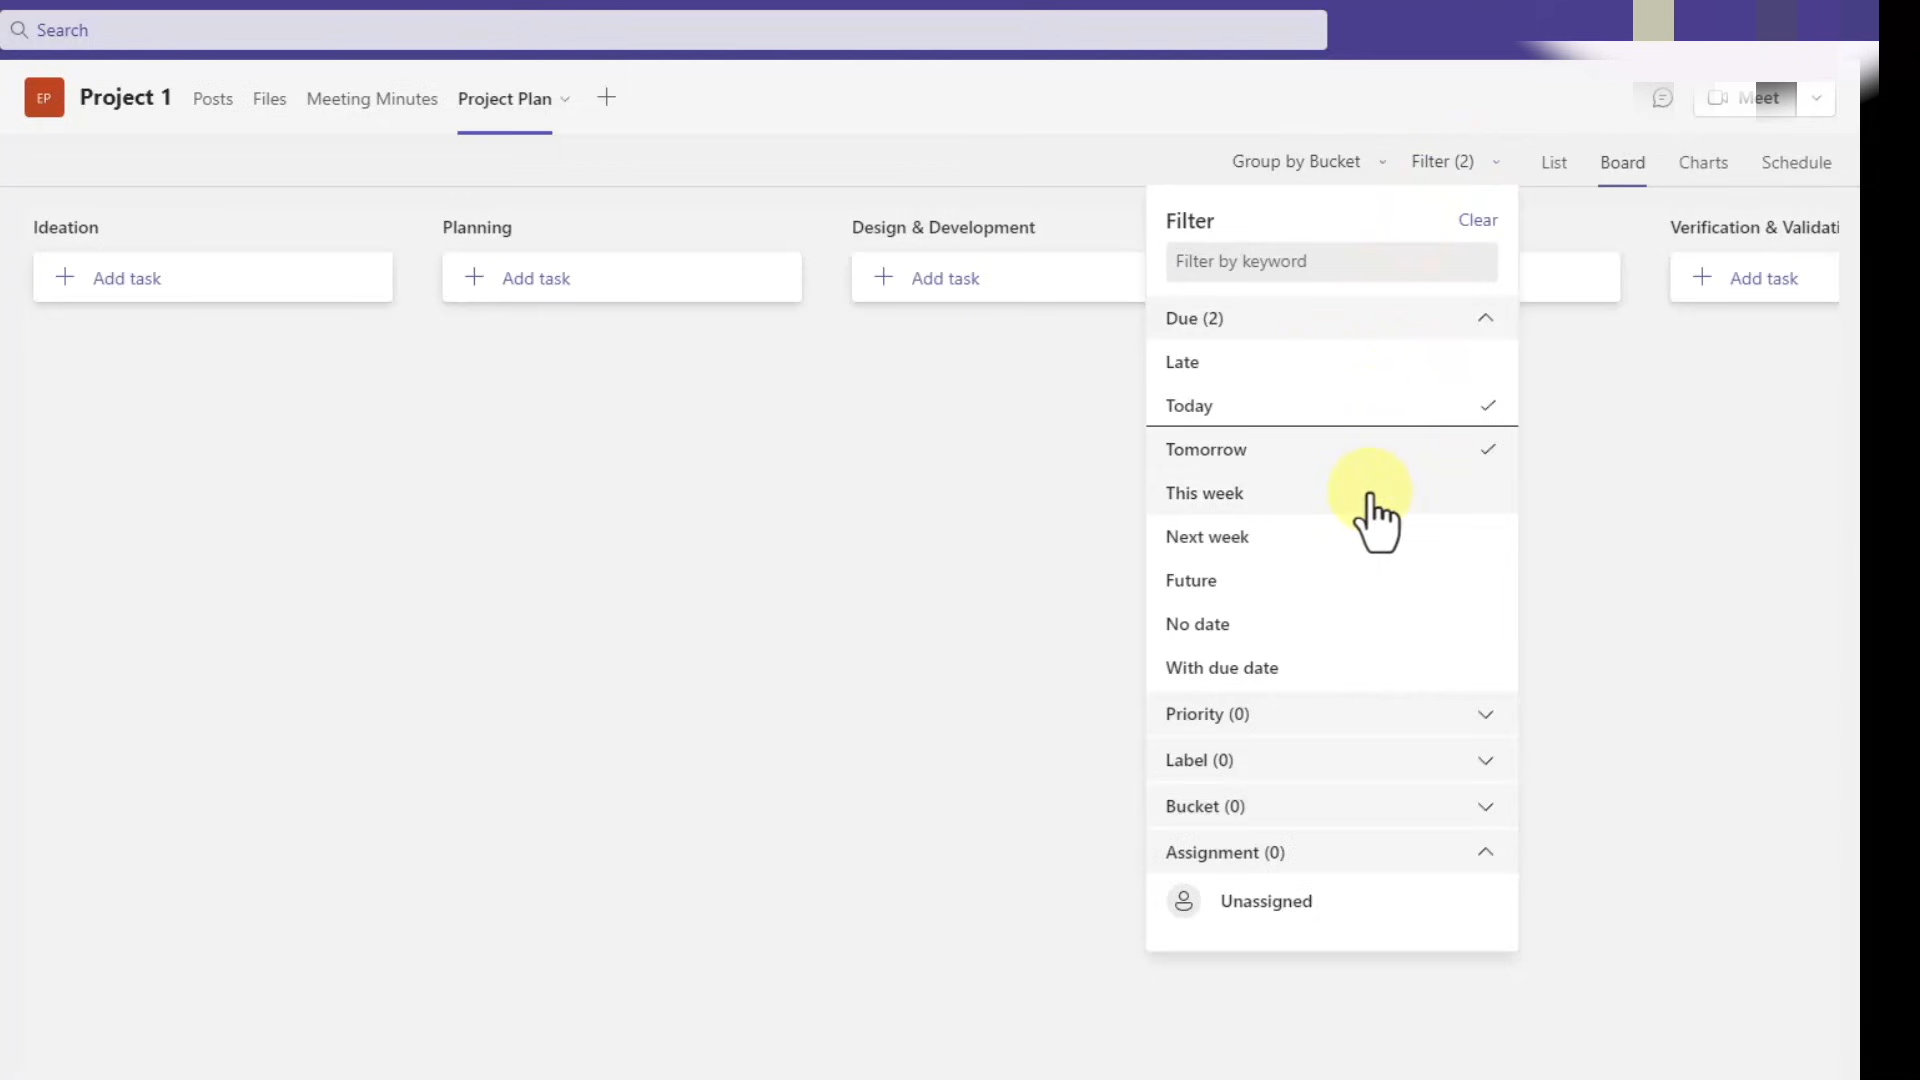 Search
EP
Project 1
Posts
Files
Meeting Minutes
Project Plan
Meet
Group by Bucket
Filter (2)
List
Board
Charts
Schedule
Ideation
Planning
Design & Development
Verification & Validati
Add task
Add task
Add task
Add task
Filter
Clear
Filter by keyword
Due (2)
Late
Today
Tomorrow
This week
Next week
Future
No date
With due date
Priority (0)
Label (0)
Bucket (0)
Assignment (0)
Unassigned